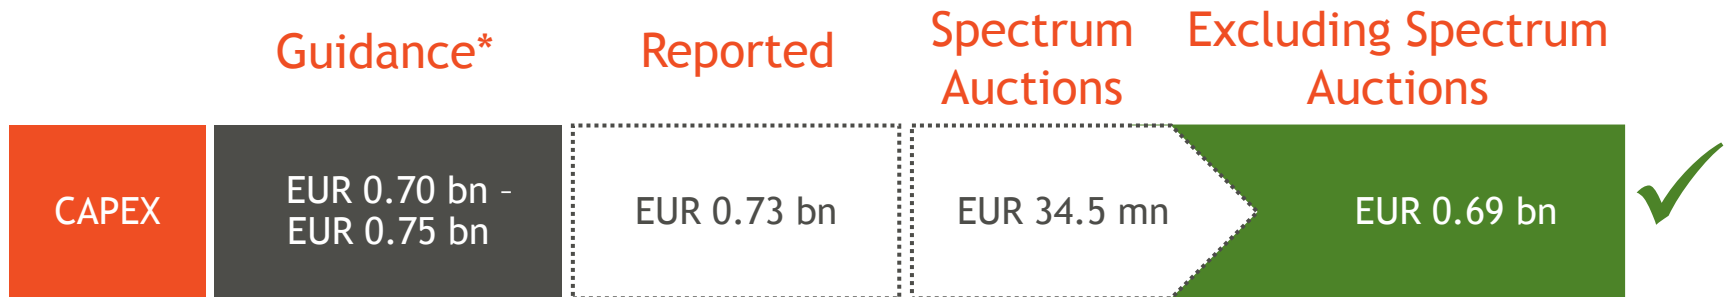 Guidance*
Reported
Spectrum
Auctions
Excluding Spectrum
Auctions
CAPEX
EUR 0.70 bn –
EUR 0.75 bn
EUR 0.73 bn
EUR 34.5 mn
EUR 0.69 bn